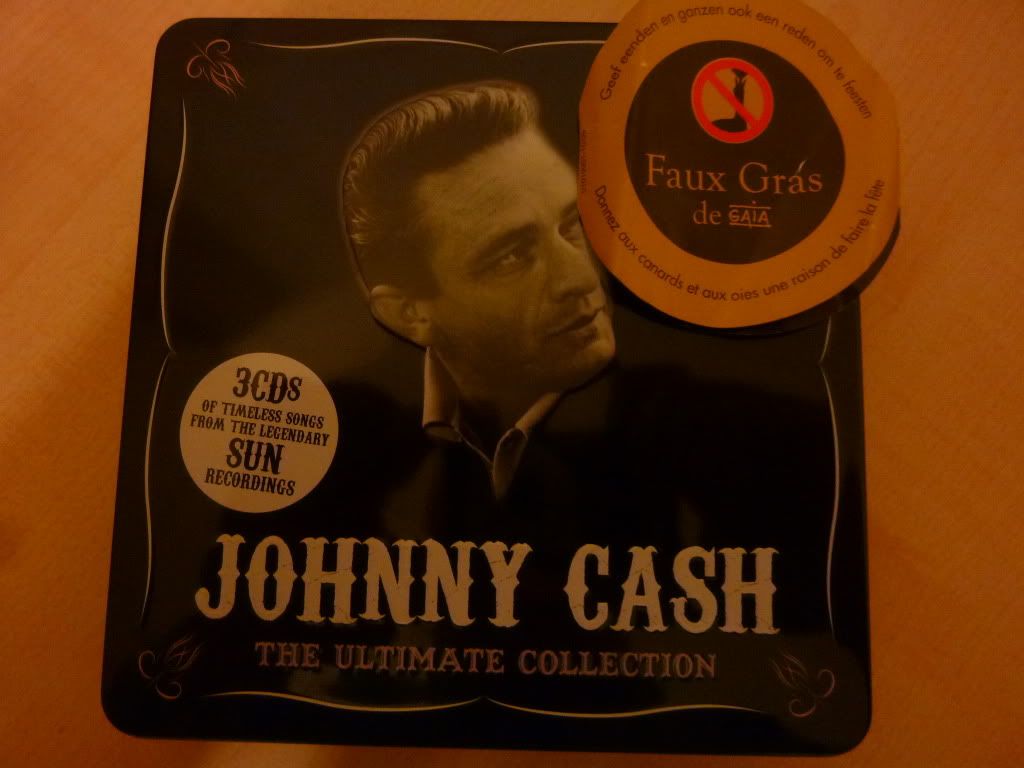 Geef eenden en ganzen ook een reden om te feesten
Faux Grás
de GAIA
Donnez aux canards et aux oies une raison de faire la fête
3CDs
OF TIMELESS SONGS
FROM THE LEGENDARY
SUN
RECORDINGS
JOHNNY CASH
THE ULTIMATE COLLECTION